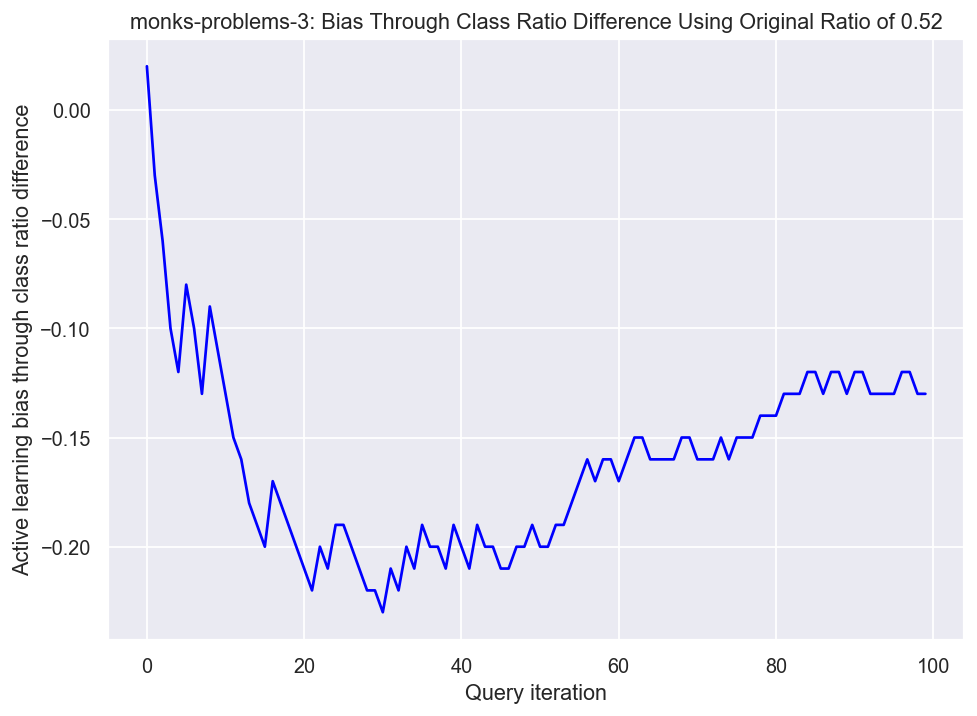 monks-problems-3: Bias Through Class Ratio Difference Using Original Ratio of 0.52
Active learning bias through class ratio difference
0.00
−0.05
−0.10
−0.15
−0.20
0 20 40 60 80 100
Query iteration